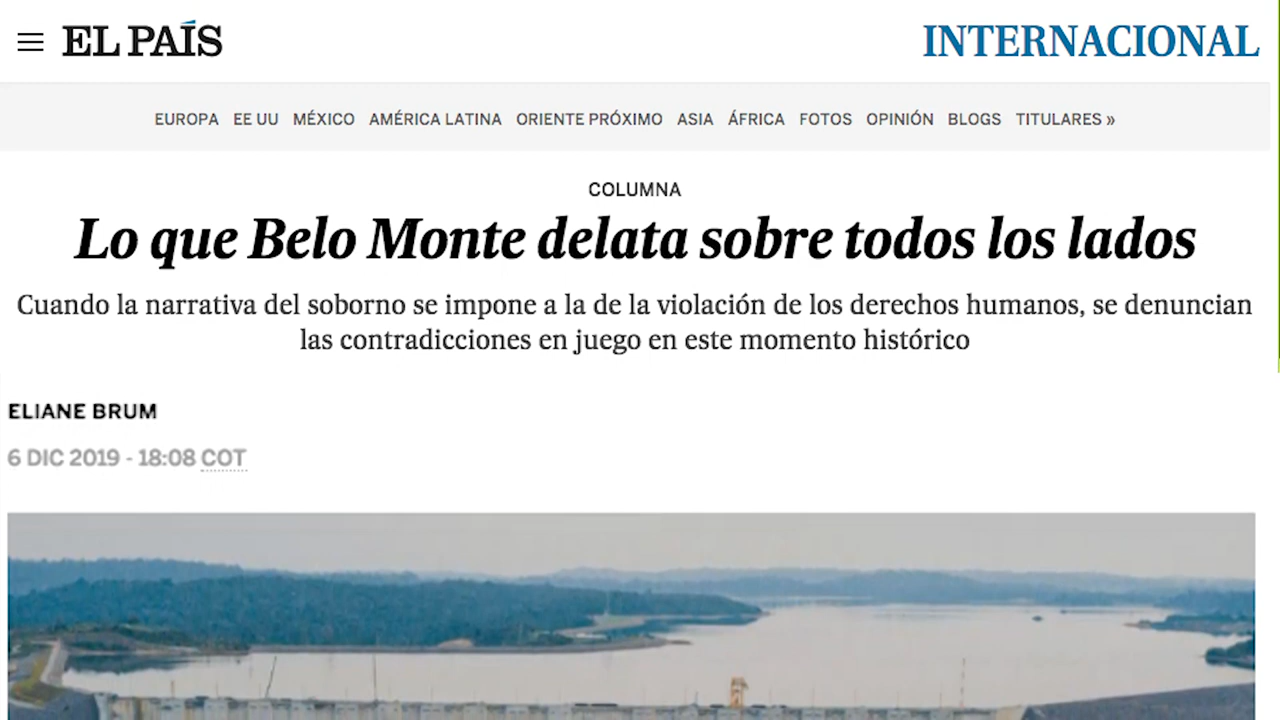 EL PAÍS
INTERNACIONAL
EUROPA EE UU MÉXICO AMÉRICA LATINA ORIENTE PRÓXIMO ASIA ÁFRICA FOTOS OPINIÓN BLOGS TITULARES »
COLUMNA
Lo que Belo Monte delata sobre todos los lados
Cuando la narrativa del soborno se impone a la de la violación de los derechos humanos, se denuncian
las contradicciones en juego en este momento histórico
ELIANE BRUM
6 DIC 2019 - 18:08 COT